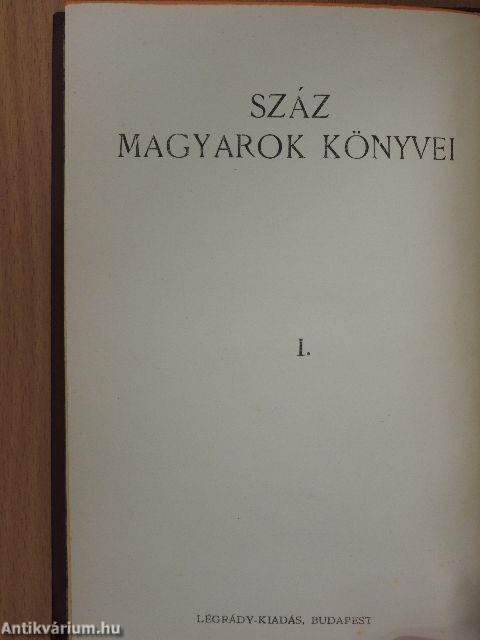 SZÁZ
MAGYAROK KÖNYVEI
I.
LÉGRÁDY-KIADÁS, BUDAPEST
Antikvárium.hu